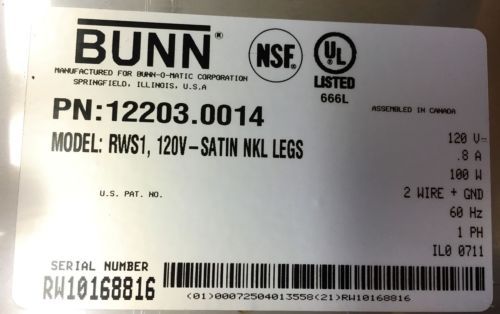 BUNN®
NSF®
UL®
LISTED
666L
MANUFACTURED FOR BUNN-O-MATIC CORPORATION
SPRINGFIELD, ILLINOIS, U.S.A
ASSEMBLED IN CANADA
PN:12203.0014
MODEL: RWS1, 120V-SATIN NKL LEGS
U.S. PAT. NO.
120 V~
.8 A
100 W
2 WIRE + GND
60 Hz
1 PH
IL0 0711
SERIAL NUMBER
RW10168816
(01)00072504013558(21)RW10168816